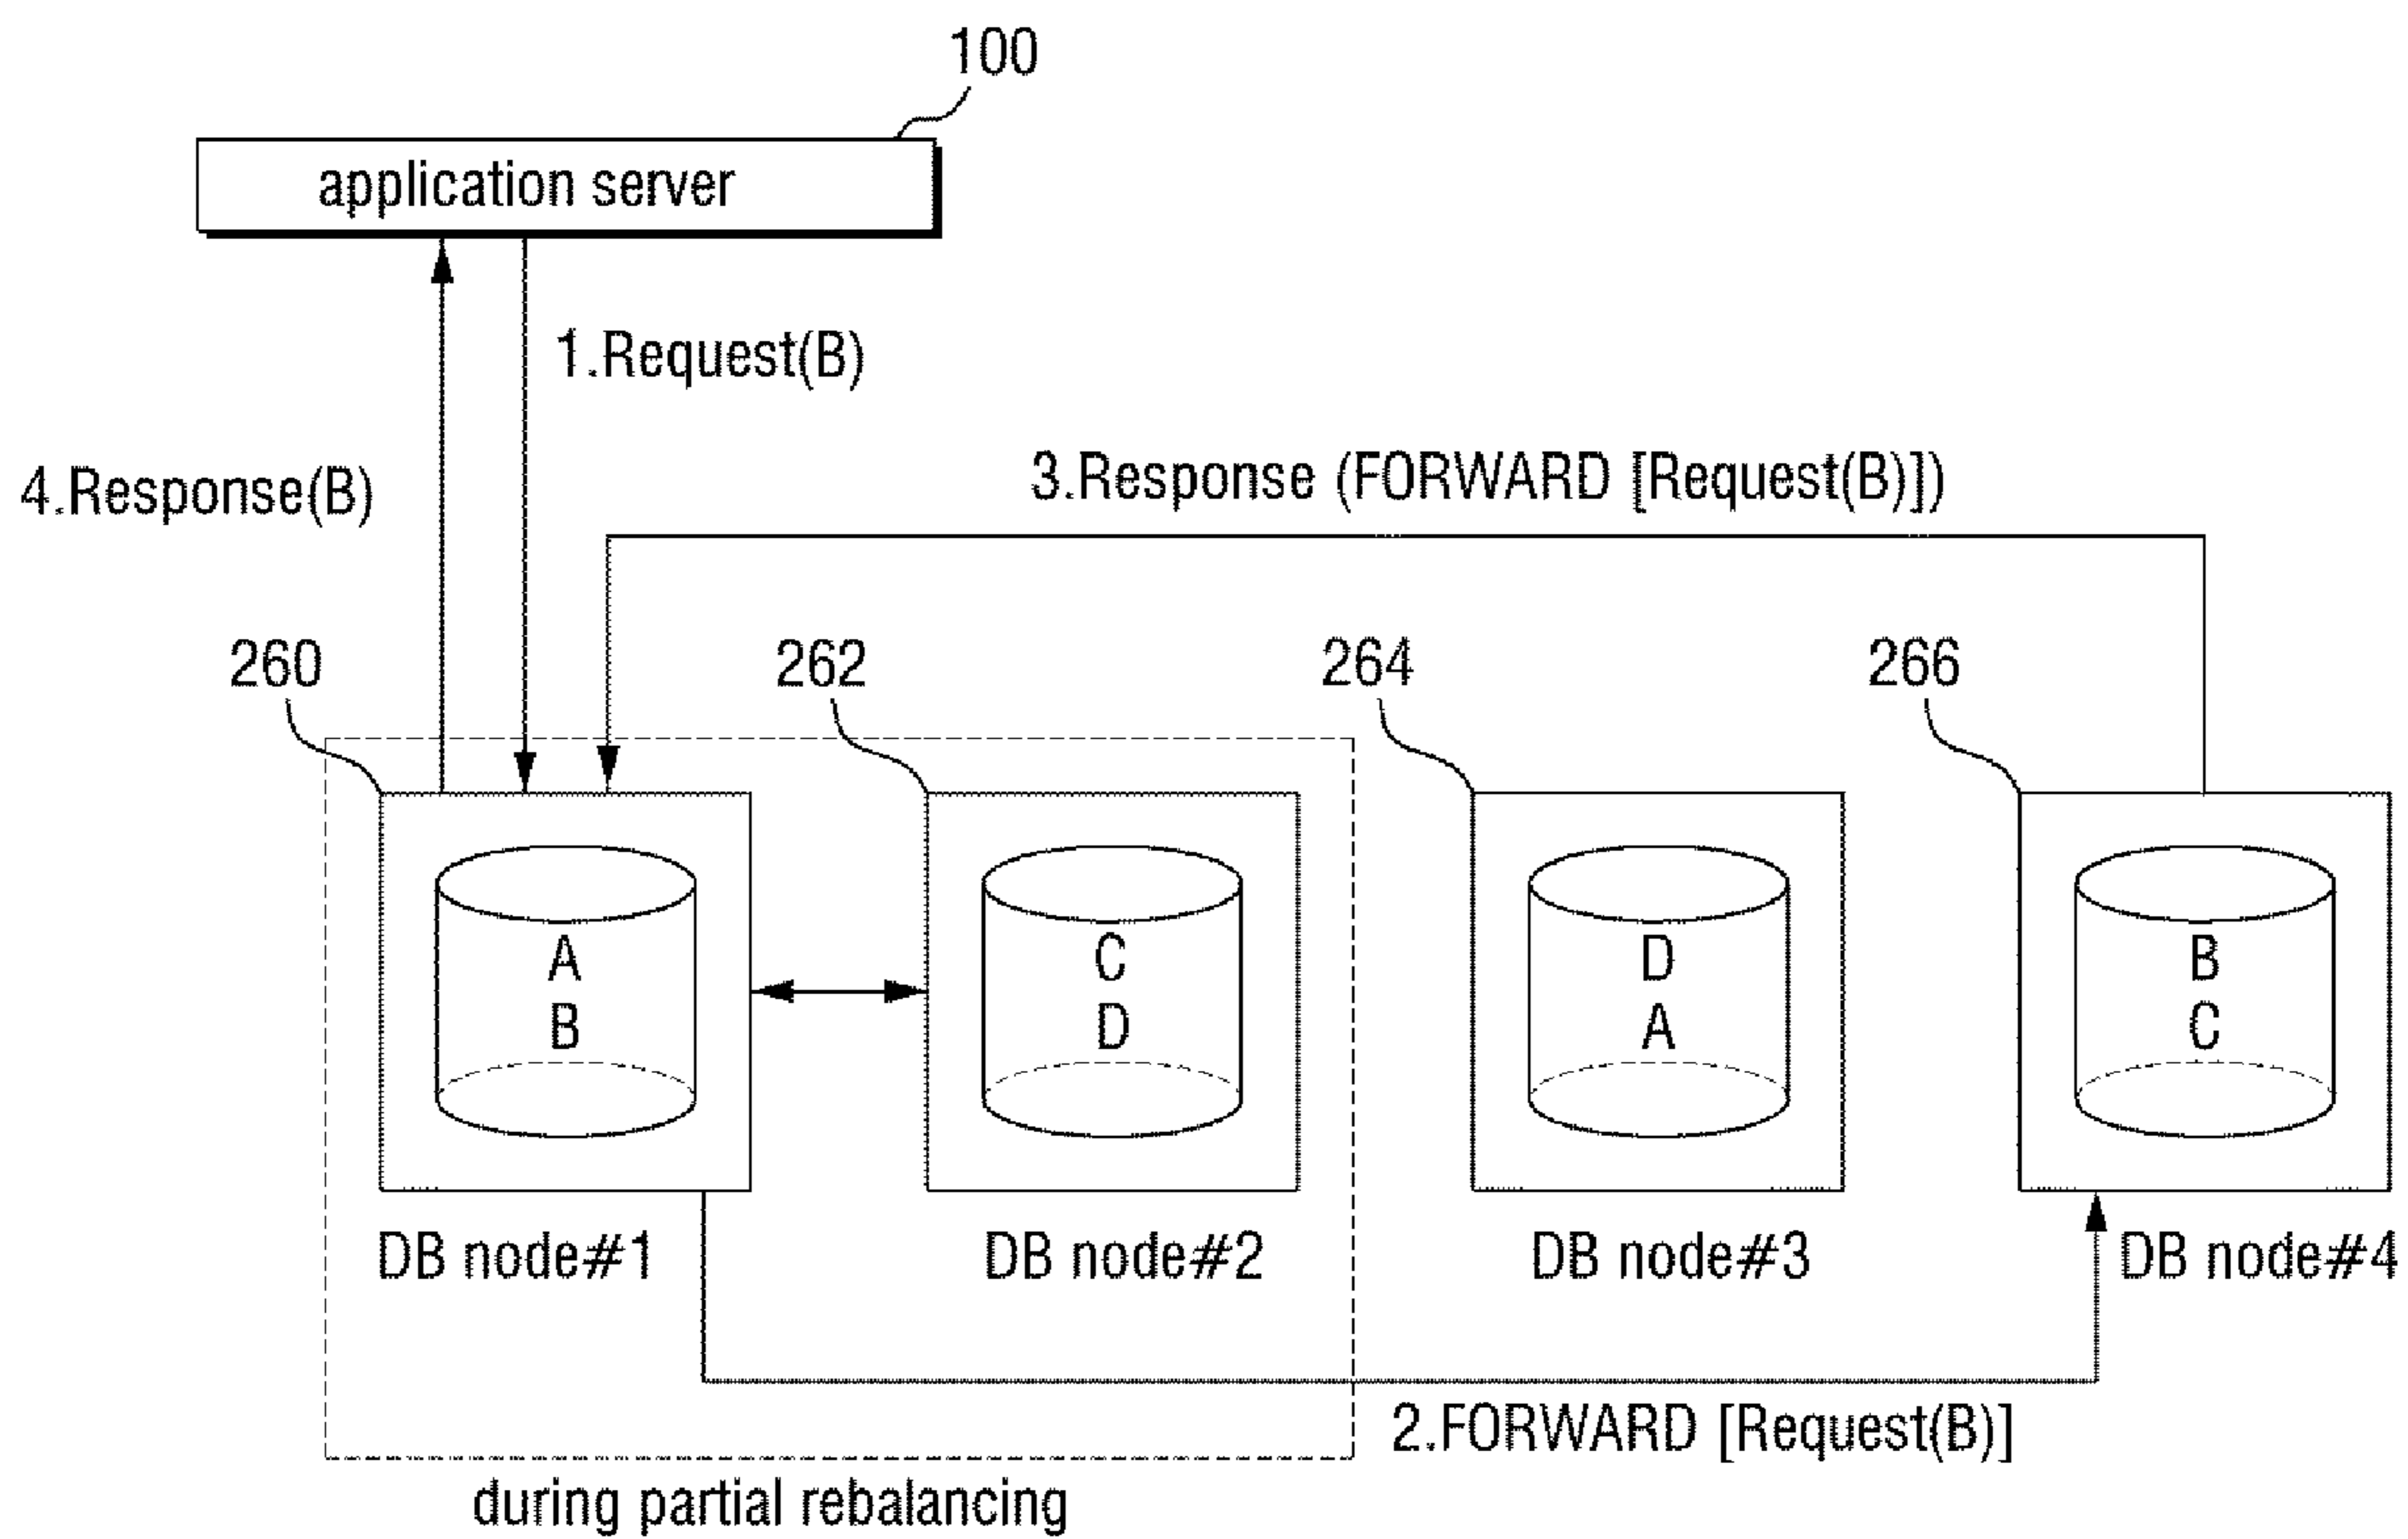 100
application server
1.Request(B)
4.Response(B)
3.Response (FORWARD [Request(B)])
260
262
264
266
A
B
C
D
D
A
B
C
DB node#1
DB node#2
DB node#3
DB node#4
2.FORWARD [Request(B)]
during partial rebalancing